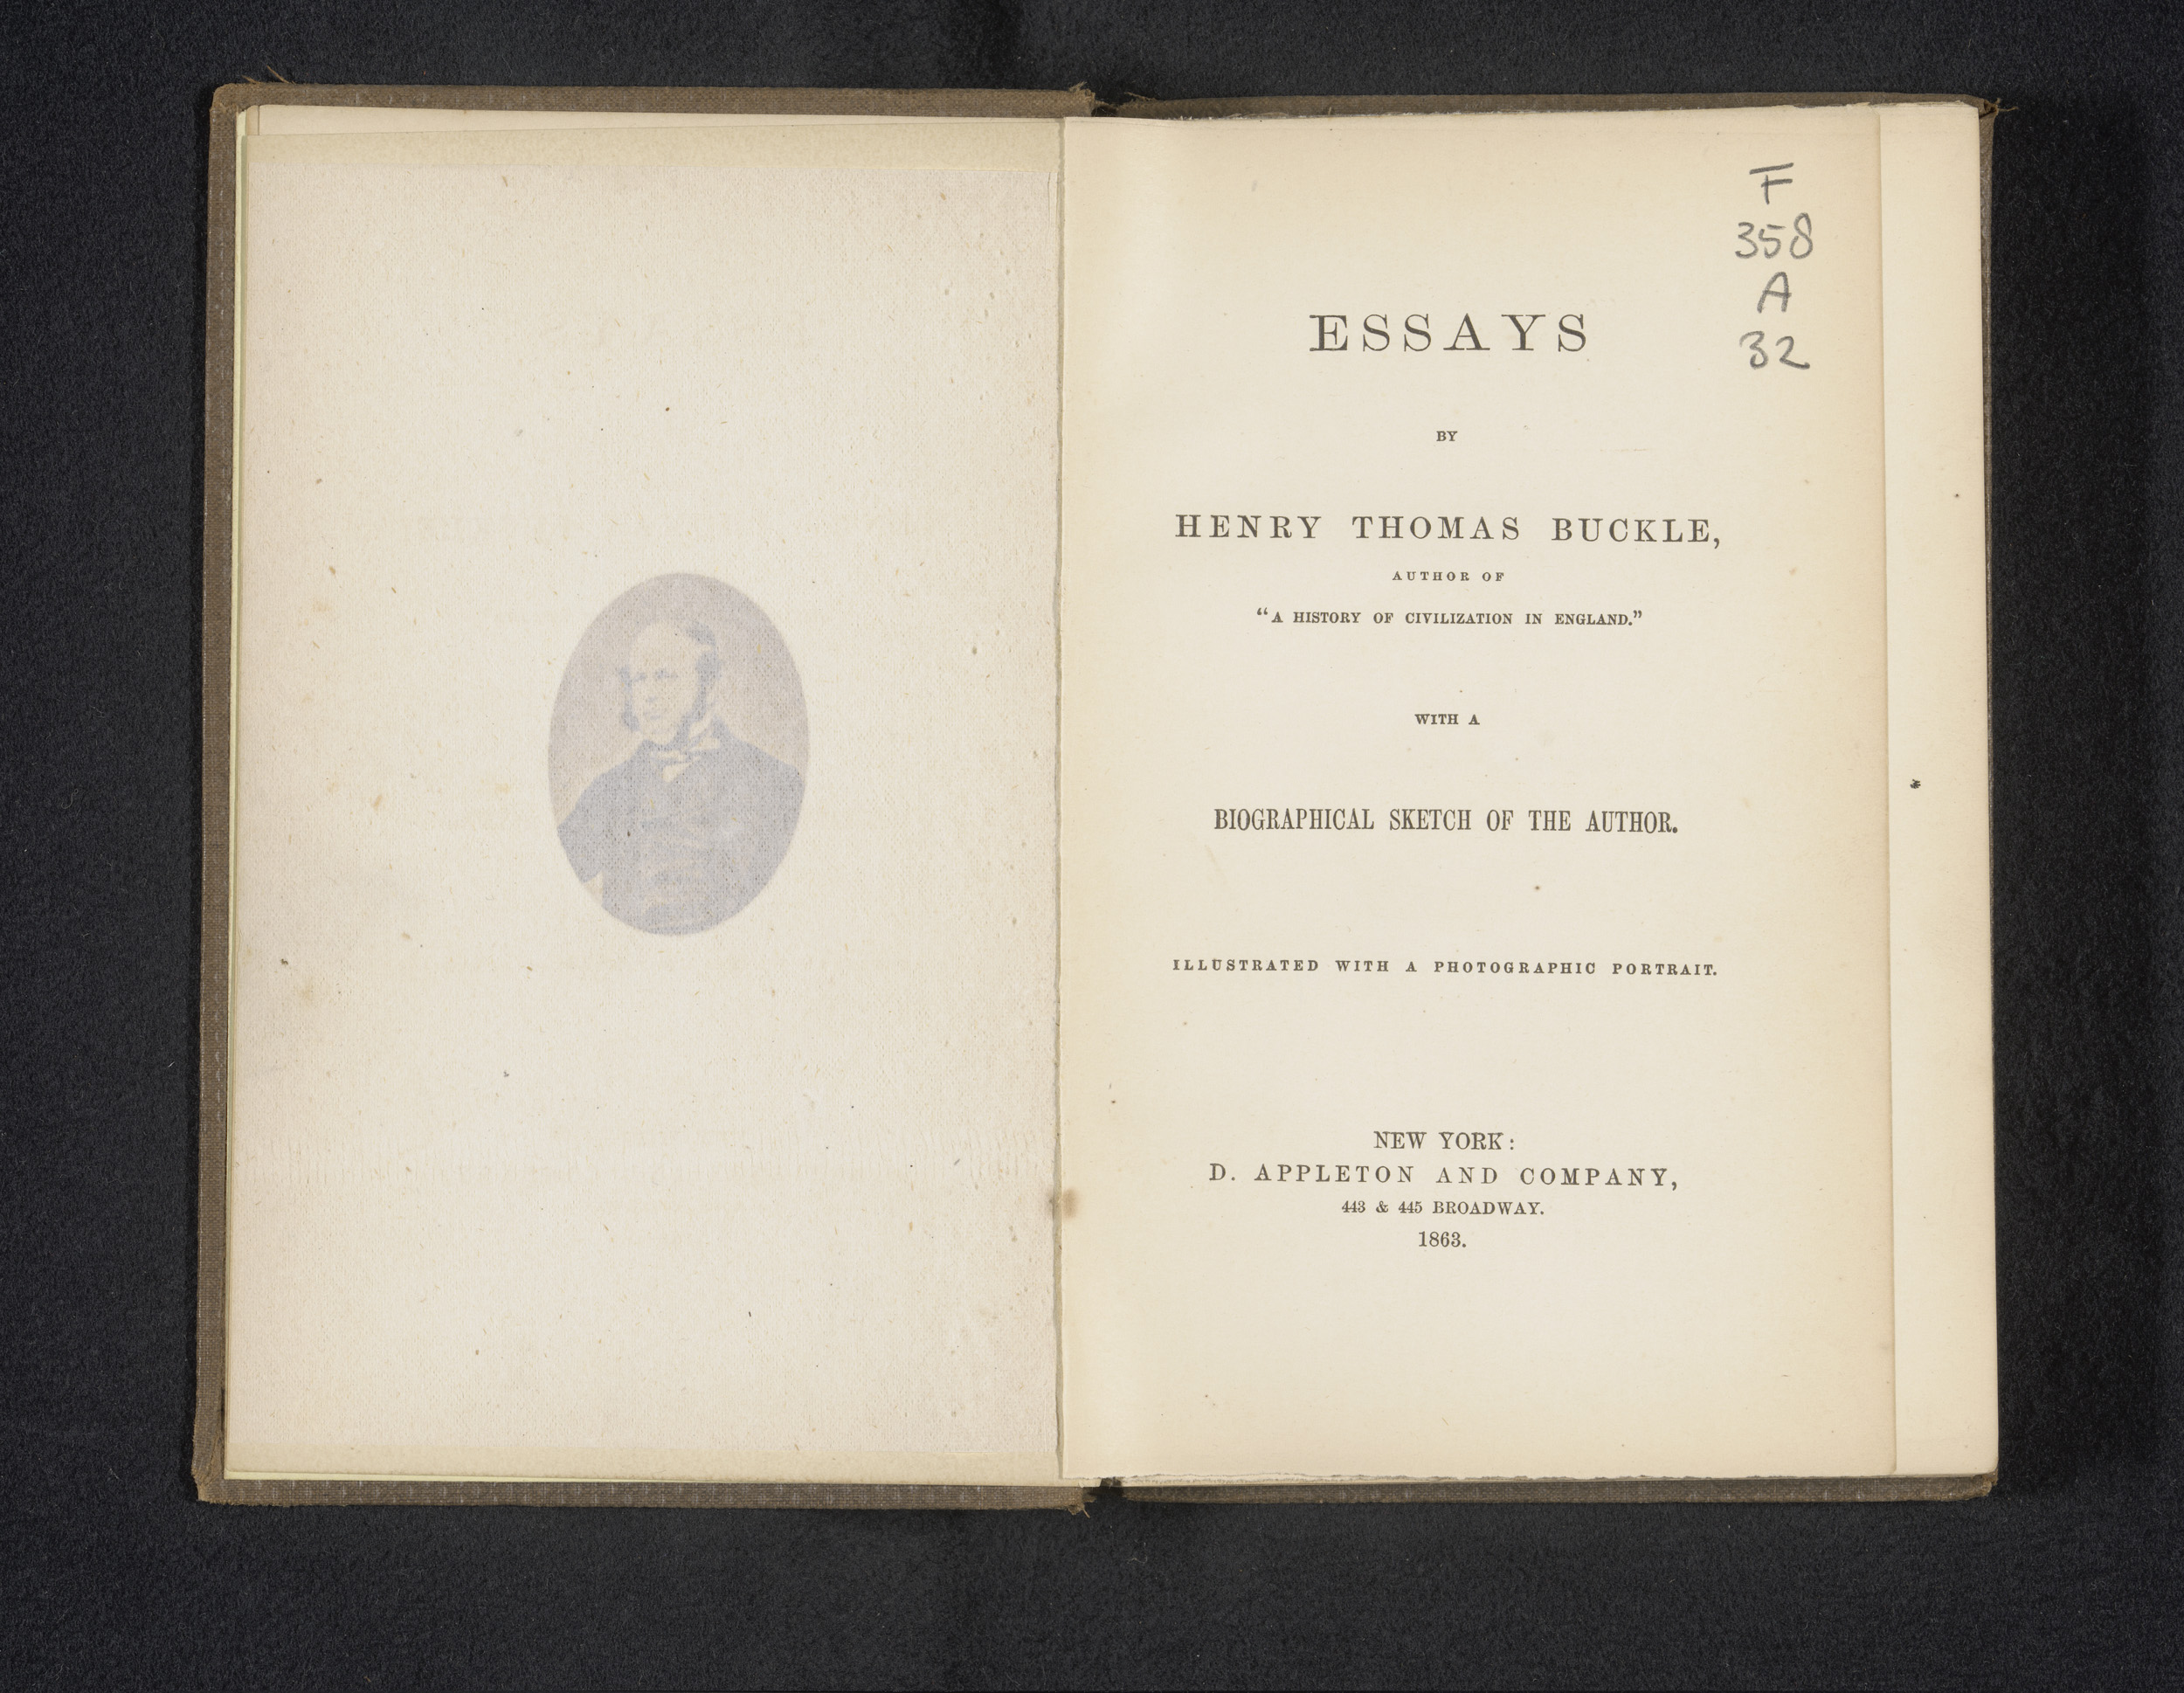 F
358
A
32
ESSAYS
BY
HENRY THOMAS BUCKLE,
AUTHOR OF
“A HISTORY OF CIVILIZATION IN ENGLAND.”
WITH A
BIOGRAPHICAL SKETCH OF THE AUTHOR.
ILLUSTRATED WITH A PHOTOGRAPHIC PORTRAIT.
NEW YORK:
D. APPLETON AND COMPANY,
443 & 445 BROADWAY.
1863.